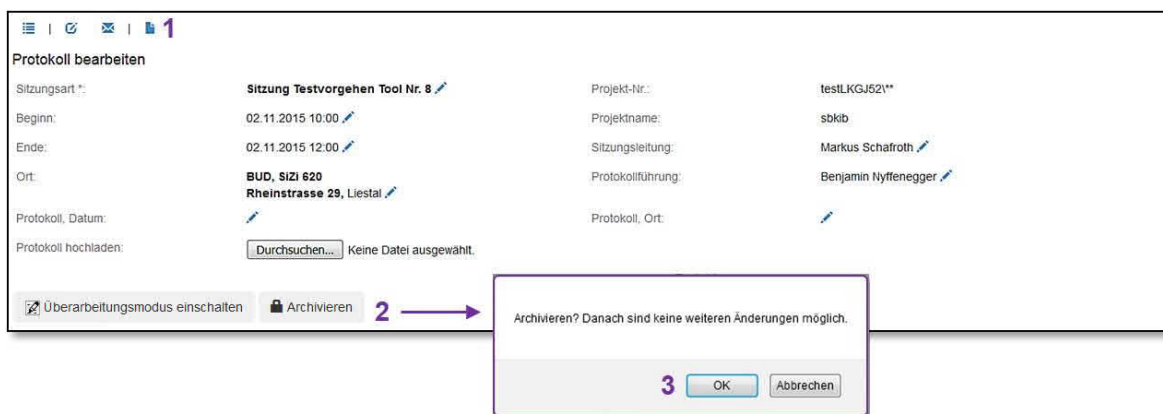 | | 1
Protokoll bearbeiten
Sitzungsart *: Sitzung Testvorgehen Tool Nr. 8 Projekt-Nr.: testLKGJ52\**
Beginn: 02.11.2015 10:00 Projektname: sbkib
Ende: 02.11.2015 12:00 Sitzungsleitung: Markus Schafroth
Ort: BUD, SiZi 620 Protokollführung: Benjamin Nyffenegger
Rheinstrasse 29, Liestal
Protokoll, Datum: Protokoll, Ort:
Protokoll hochladen: Durchsuchen... Keine Datei ausgewählt.
Überarbeitungsmodus einschalten Archivieren 2
Archivieren? Danach sind keine weiteren Änderungen möglich.
3 OK Abbrechen